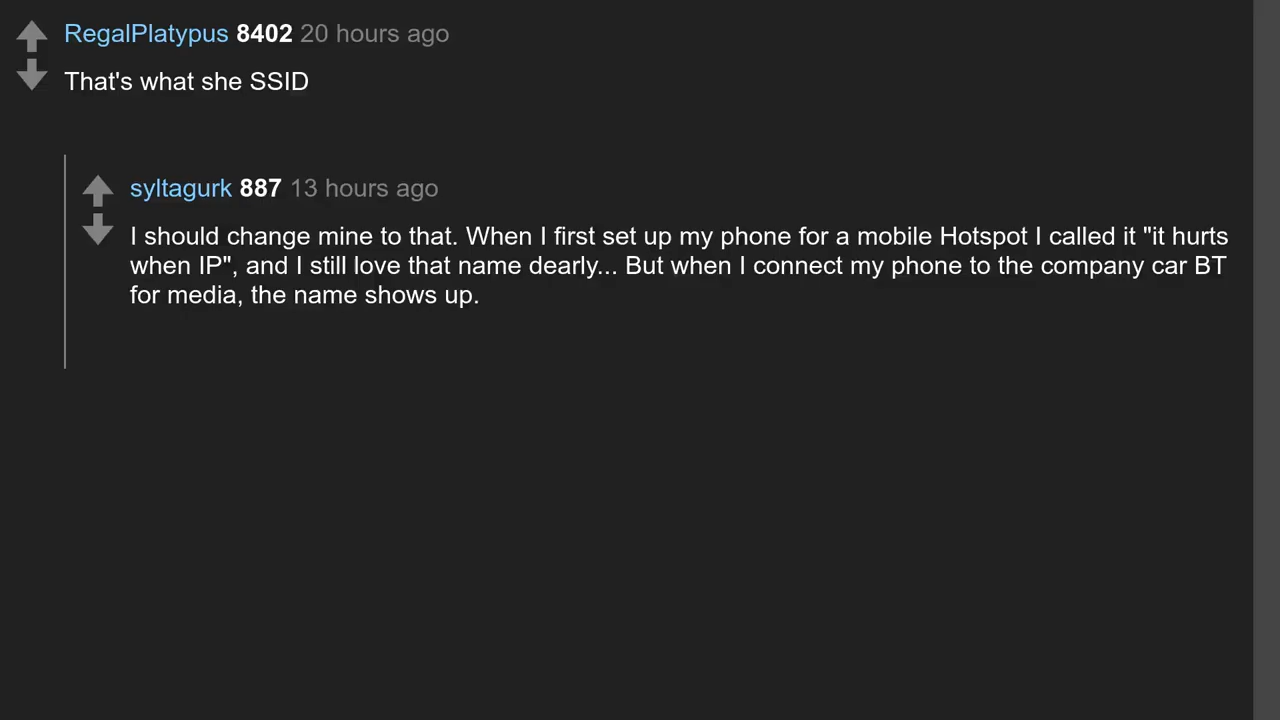 RegalPlatypus 8402 20 hours ago
That's what she SSID
syltagurk 887 13 hours ago
I should change mine to that. When I first set up my phone for a mobile Hotspot I called it "it hurts
when IP", and I still love that name dearly... But when I connect my phone to the company car BT
for media, the name shows up.